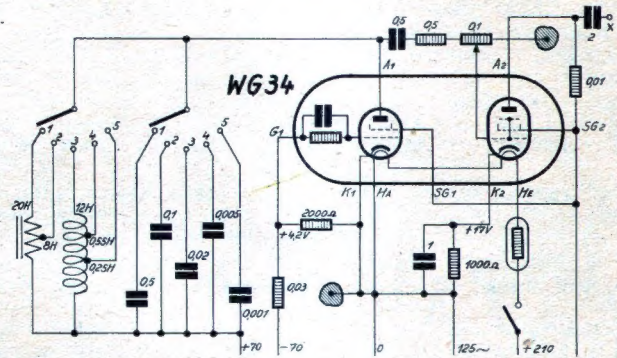 0,5
0,5
0,1
2
x
WG34
A1
A2
0,01
1
2
3
4
5
1
2
3
4
5
G1
SG2
K1
HA
SG1
K2
HE
20H
8H
12H
0,55H
0,25H
0,1
0,02
0,005
0,5
0,001
2000Ω
+4,2V
0,03
+17V
1
1000Ω
+70
-70
0
125~
+210